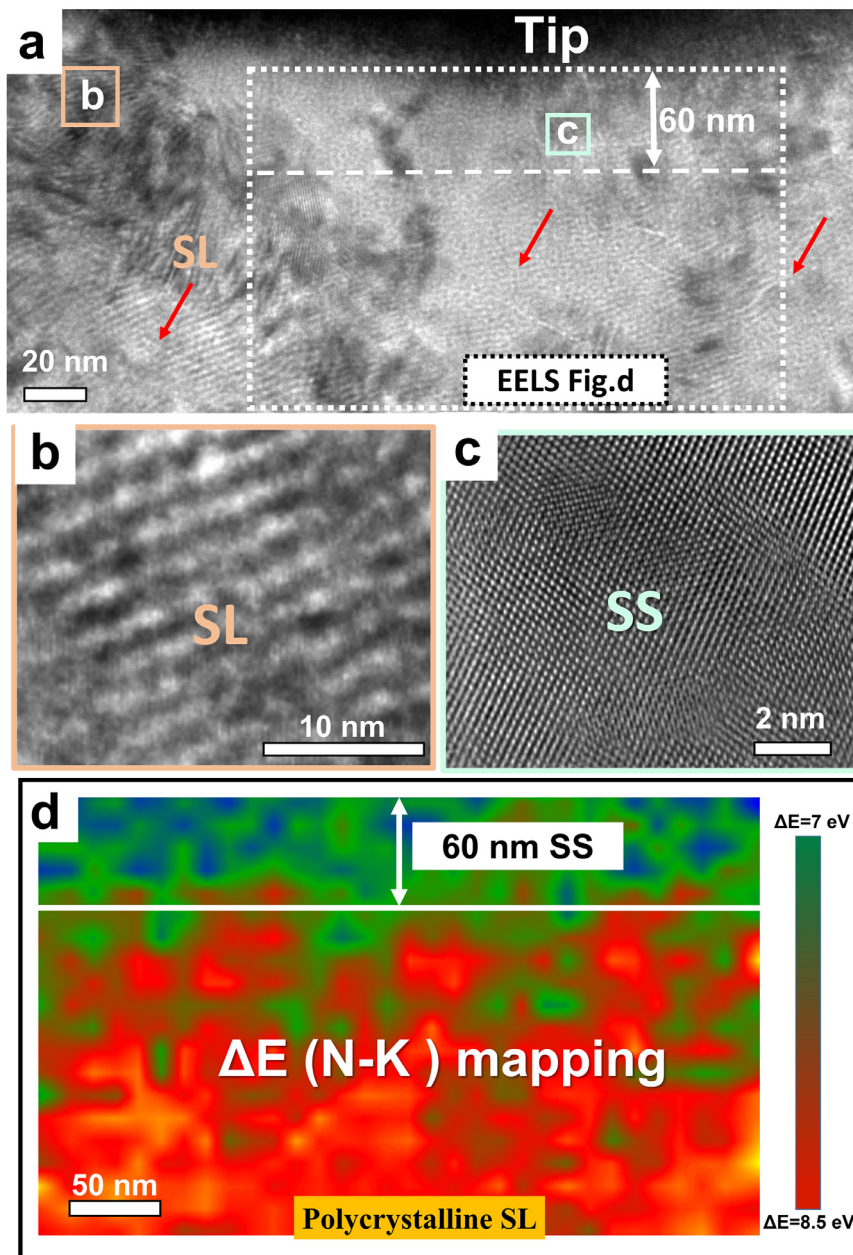 a
Tip
b
c
60 nm
SL
20 nm
EELS Fig.d
b
SL
10 nm
c
SS
2 nm
d
60 nm SS
ΔE=7 eV
ΔE (N-K ) mapping
50 nm
Polycrystalline SL
ΔE=8.5 eV